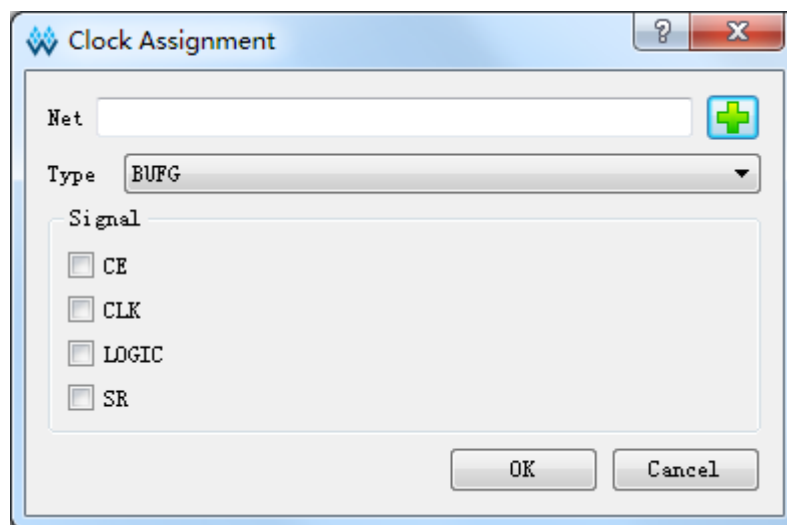 Clock Assignment
Net
Type BUFG
Signal
CE
CLK
LOGIC
SR
OK Cancel